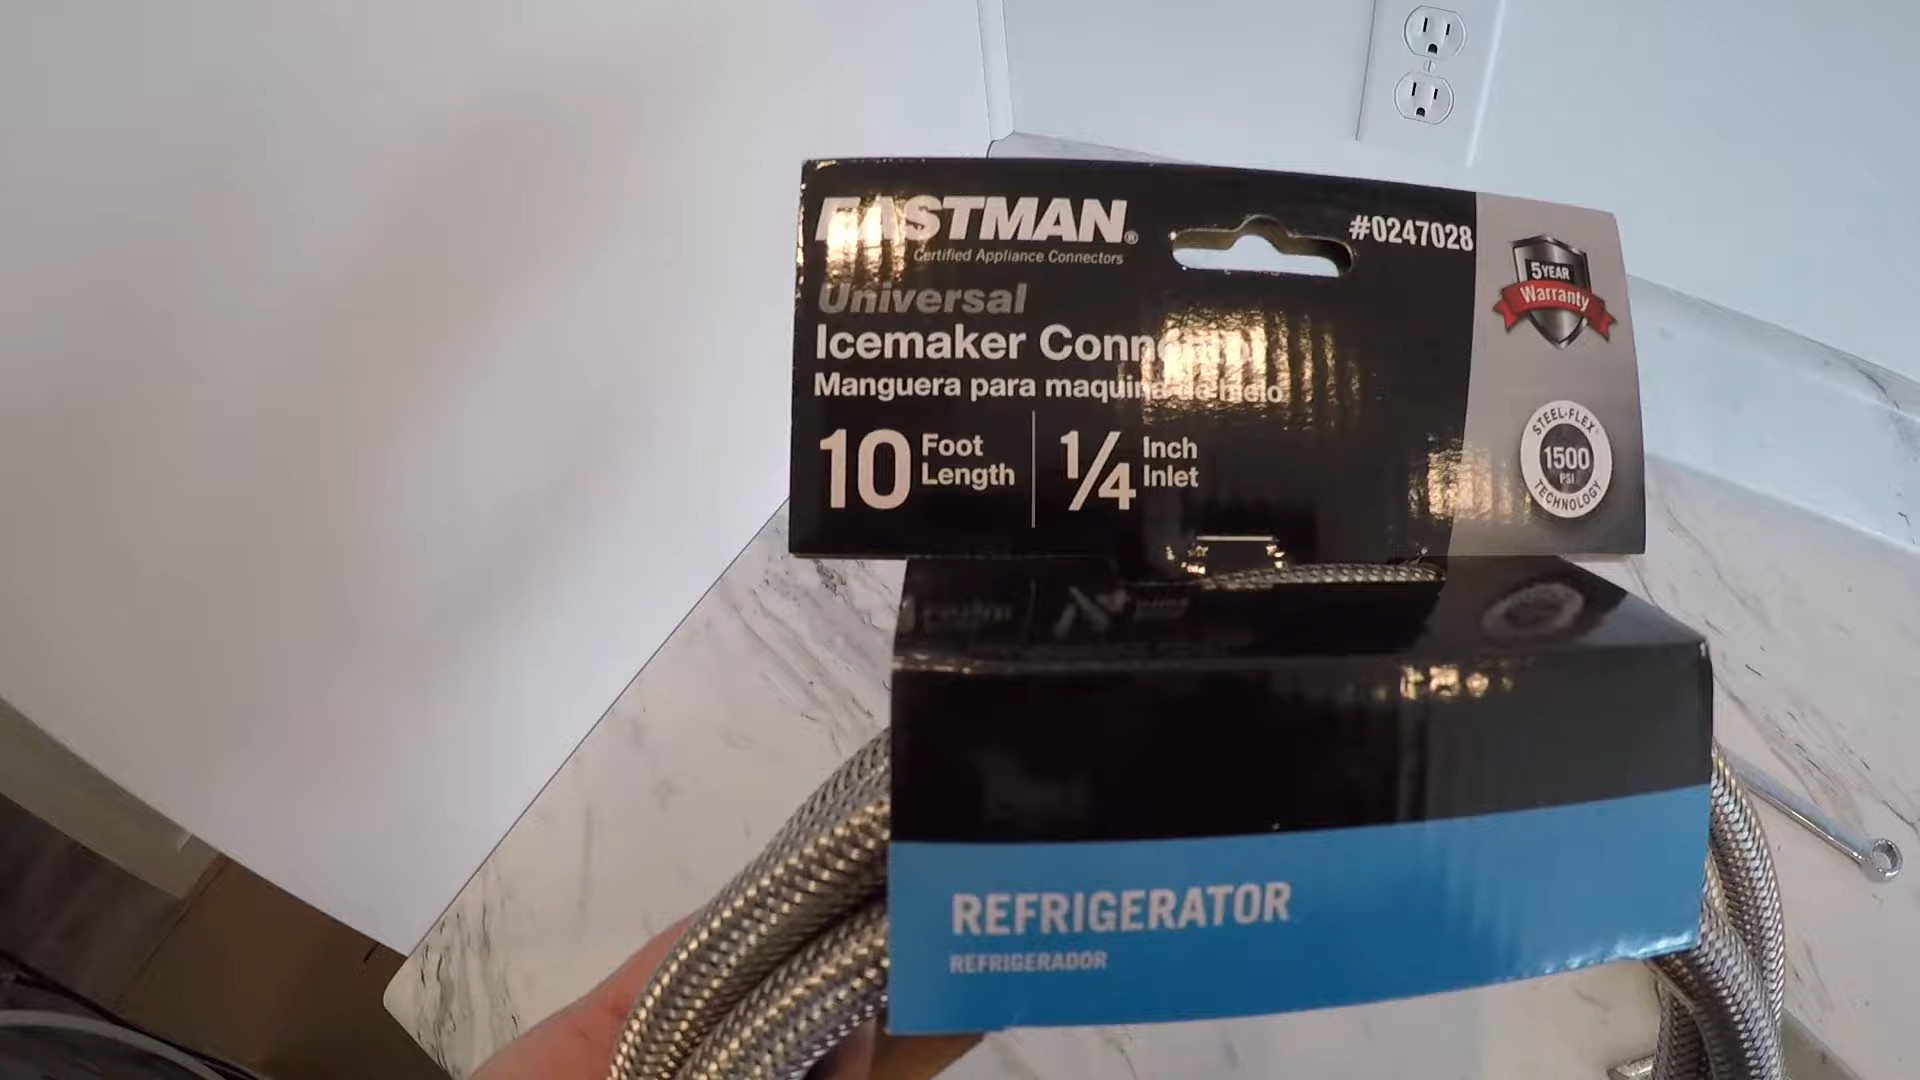 EASTMAN®
Certified Appliance Connectors
#0247028
Universal
Icemaker Connector
Manguera para maquina de hielo
10 Foot Length
1/4 Inch Inlet
5 YEAR
Warranty
STEEL-FLEX®
1500
PSI
TECHNOLOGY
REFRIGERATOR
REFRIGERADOR